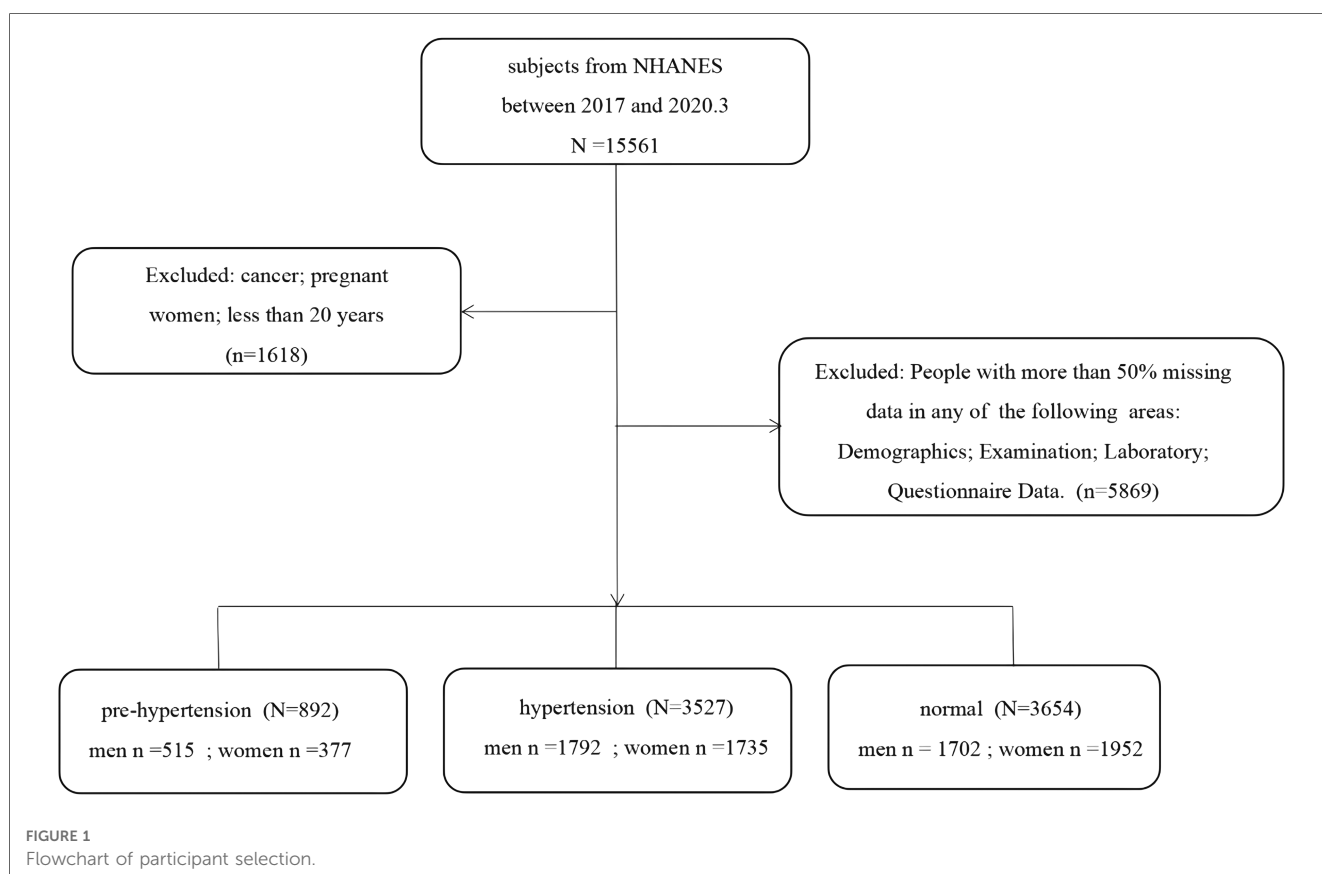 subjects from NHANES
between 2017 and 2020.3
N =15561
Excluded: cancer; pregnant
women; less than 20 years
(n=1618)
Excluded: People with more than 50% missing
data in any of the following areas:
Demographics; Examination; Laboratory;
Questionnaire Data. (n=5869)
pre-hypertension (N=892)
men n =515 ; women n =377
hypertension (N=3527)
men n =1792 ; women n =1735
normal (N=3654)
men n = 1702 ; women n =1952
FIGURE 1
Flowchart of participant selection.